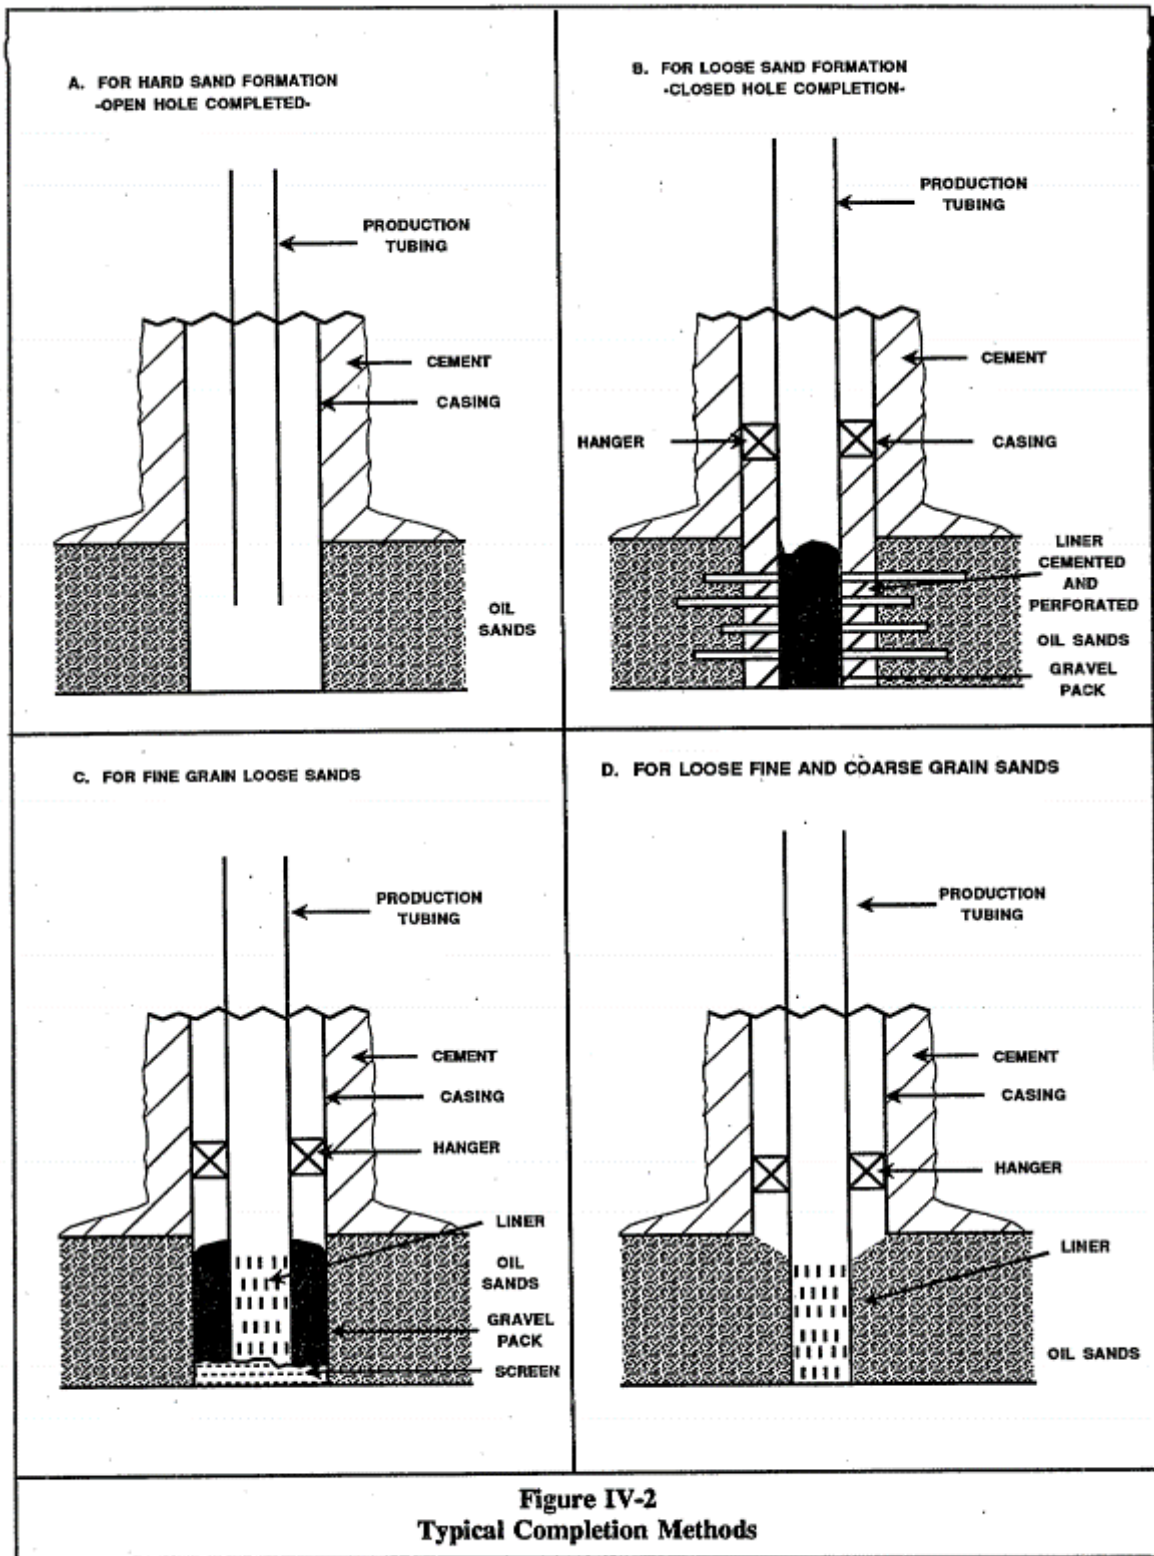 A. FOR HARD SAND FORMATION
-OPEN HOLE COMPLETED-
PRODUCTION
TUBING
CEMENT
CASING
OIL
SANDS
B. FOR LOOSE SAND FORMATION
-CLOSED HOLE COMPLETION-
PRODUCTION
TUBING
CEMENT
HANGER
CASING
LINER
CEMENTED
AND
PERFORATED
OIL SANDS
GRAVEL
PACK
C. FOR FINE GRAIN LOOSE SANDS
PRODUCTION
TUBING
CEMENT
CASING
HANGER
LINER
OIL
SANDS
GRAVEL
PACK
SCREEN
D. FOR LOOSE FINE AND COARSE GRAIN SANDS
PRODUCTION
TUBING
CEMENT
CASING
HANGER
LINER
OIL SANDS
Figure IV-2
Typical Completion Methods